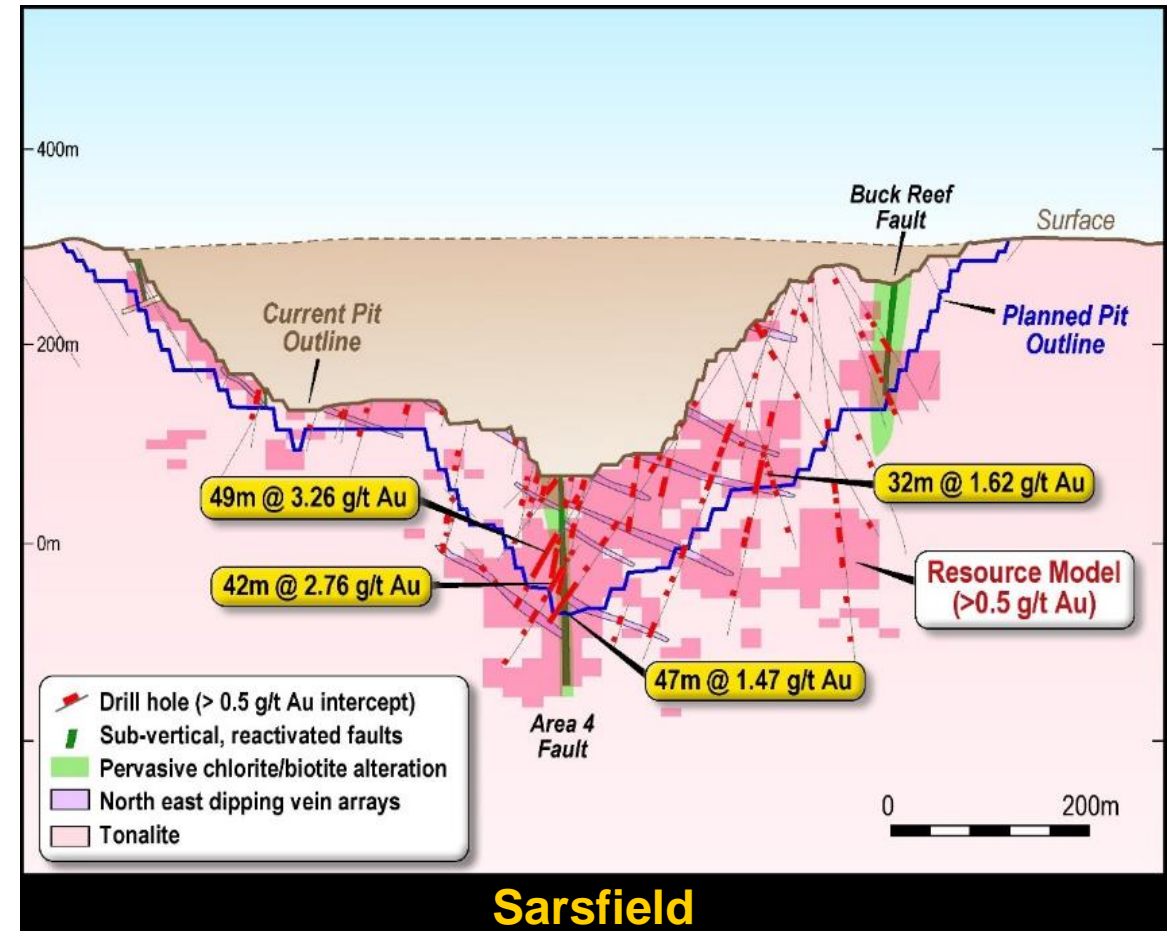 400m
Buck Reef
Fault
Surface
Current Pit
Outline
200m
Planned Pit
Outline
49m @ 3.26 g/t Au
32m @ 1.62 g/t Au
0m
42m @ 2.76 g/t Au
Resource Model
(>0.5 g/t Au)
47m @ 1.47 g/t Au
Area 4
Fault
Drill hole (> 0.5 g/t Au intercept)
Sub-vertical, reactivated faults
Pervasive chlorite/biotite alteration
North east dipping vein arrays
Tonalite
0 200m
Sarsfield